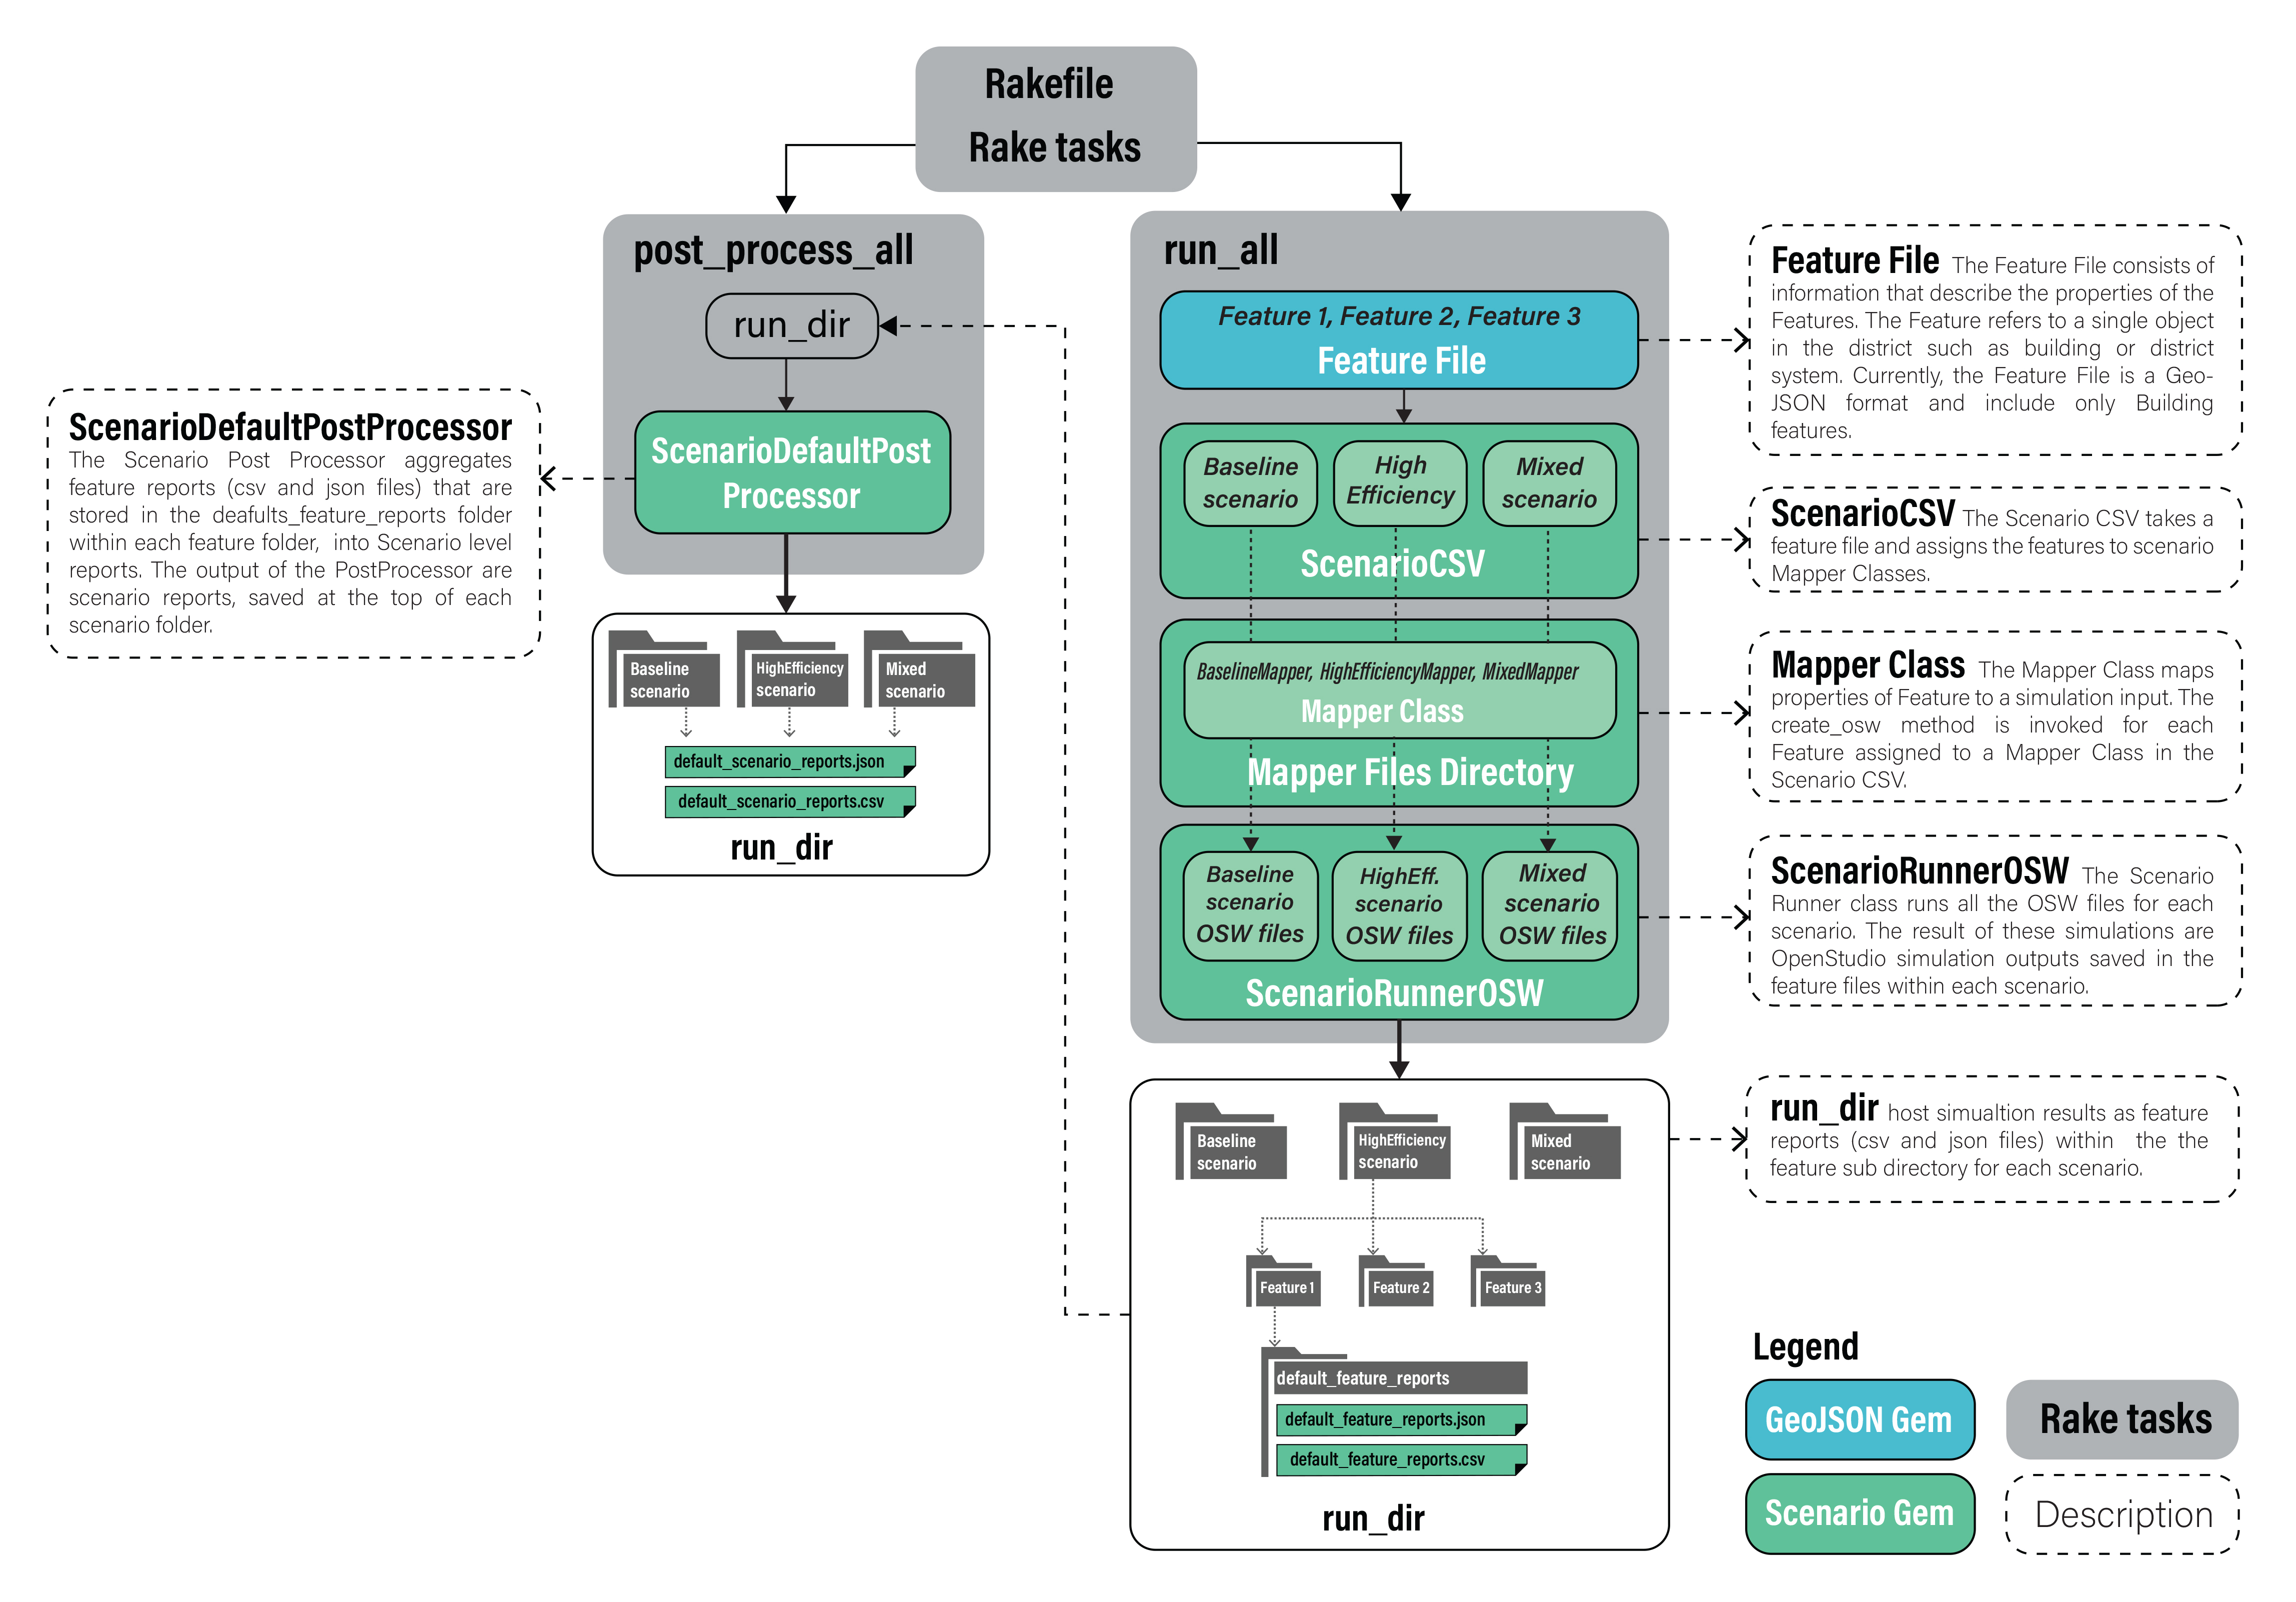 Rakefile
Rake tasks
post_process_all
run_dir
ScenarioDefaultPost
Processor
ScenarioDefaultPostProcessor
The Scenario Post Processor aggregates
feature reports (csv and json files) that are
stored in the deafults_feature_reports folder
within each feature folder, into Scenario level
reports. The output of the PostProcessor are
scenario reports, saved at the top of each
scenario folder.
Baseline
scenario
HighEfficiency
scenario
Mixed
scenario
default_scenario_reports.json
default_scenario_reports.csv
run_dir
run_all
Feature 1, Feature 2, Feature 3
Feature File
Baseline
scenario
High
Efficiency
Mixed
scenario
ScenarioCSV
BaselineMapper, HighEfficiencyMapper, MixedMapper
Mapper Class
Mapper Files Directory
Baseline
scenario
OSW files
HighEff.
scenario
OSW files
Mixed
scenario
OSW files
ScenarioRunnerOSW
Baseline
scenario
HighEfficiency
scenario
Mixed
scenario
Feature 1
Feature 2
Feature 3
default_feature_reports
default_feature_reports.json
default_feature_reports.csv
run_dir
Feature File The Feature File consists of
information that describe the properties of the
Features. The Feature refers to a single object
in the district such as building or district
system. Currently, the Feature File is a Geo-
JSON format and include only Building
features.
ScenarioCSV The Scenario CSV takes a
feature file and assigns the features to scenario
Mapper Classes.
Mapper Class The Mapper Class maps
properties of Feature to a simulation input. The
create_osw method is invoked for each
Feature assigned to a Mapper Class in the
Scenario CSV.
ScenarioRunnerOSW The Scenario
Runner class runs all the OSW files for each
scenario. The result of these simulations are
OpenStudio simulation outputs saved in the
feature files within each scenario.
run_dir host simualtion results as feature
reports (csv and json files) within the the
feature sub directory for each scenario.
Legend
GeoJSON Gem
Rake tasks
Scenario Gem
Description